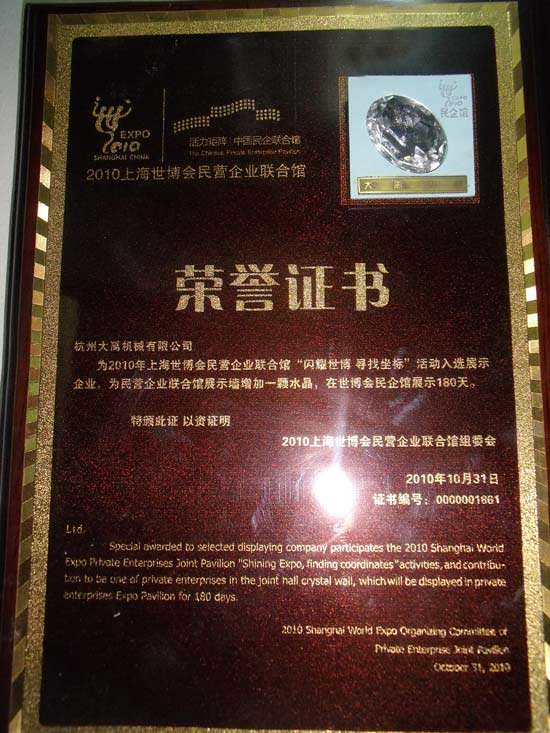 EXPO
2010
SHANGHAI CHINA
活力矩阵 中国民企联合馆
The Chinese Private Enterprise Pavilion
2010上海世博会民营企业联合馆
EXPO
2010
民企馆
大
荣誉证书
杭州大禹机械有限公司
为2010年上海世博会民营企业联合馆“闪耀世博 寻找坐标”活动入选展示
企业，为民营企业联合馆展示墙增加一颗水晶，在世博会民企馆展示180天。
特颁此证 以资证明
2010上海世博会民营企业联合馆组委会
2010年10月31日
证书编号：0000001861
Ltd.
Special awarded to selected displaying company participates the 2010 Shanghai World
Expo Private Enterprises Joint Pavilion "Shining Expo, finding coordinates" activities, and contribu-
tion to be one of private enterprises in the joint hall crystal wall, which will be displayed in private
enterprises Expo Pavilion for 180 days.
2010 Shanghai World Expo Organizing Committee of
Private Enterprise Joint Pavilion
October 31, 2010